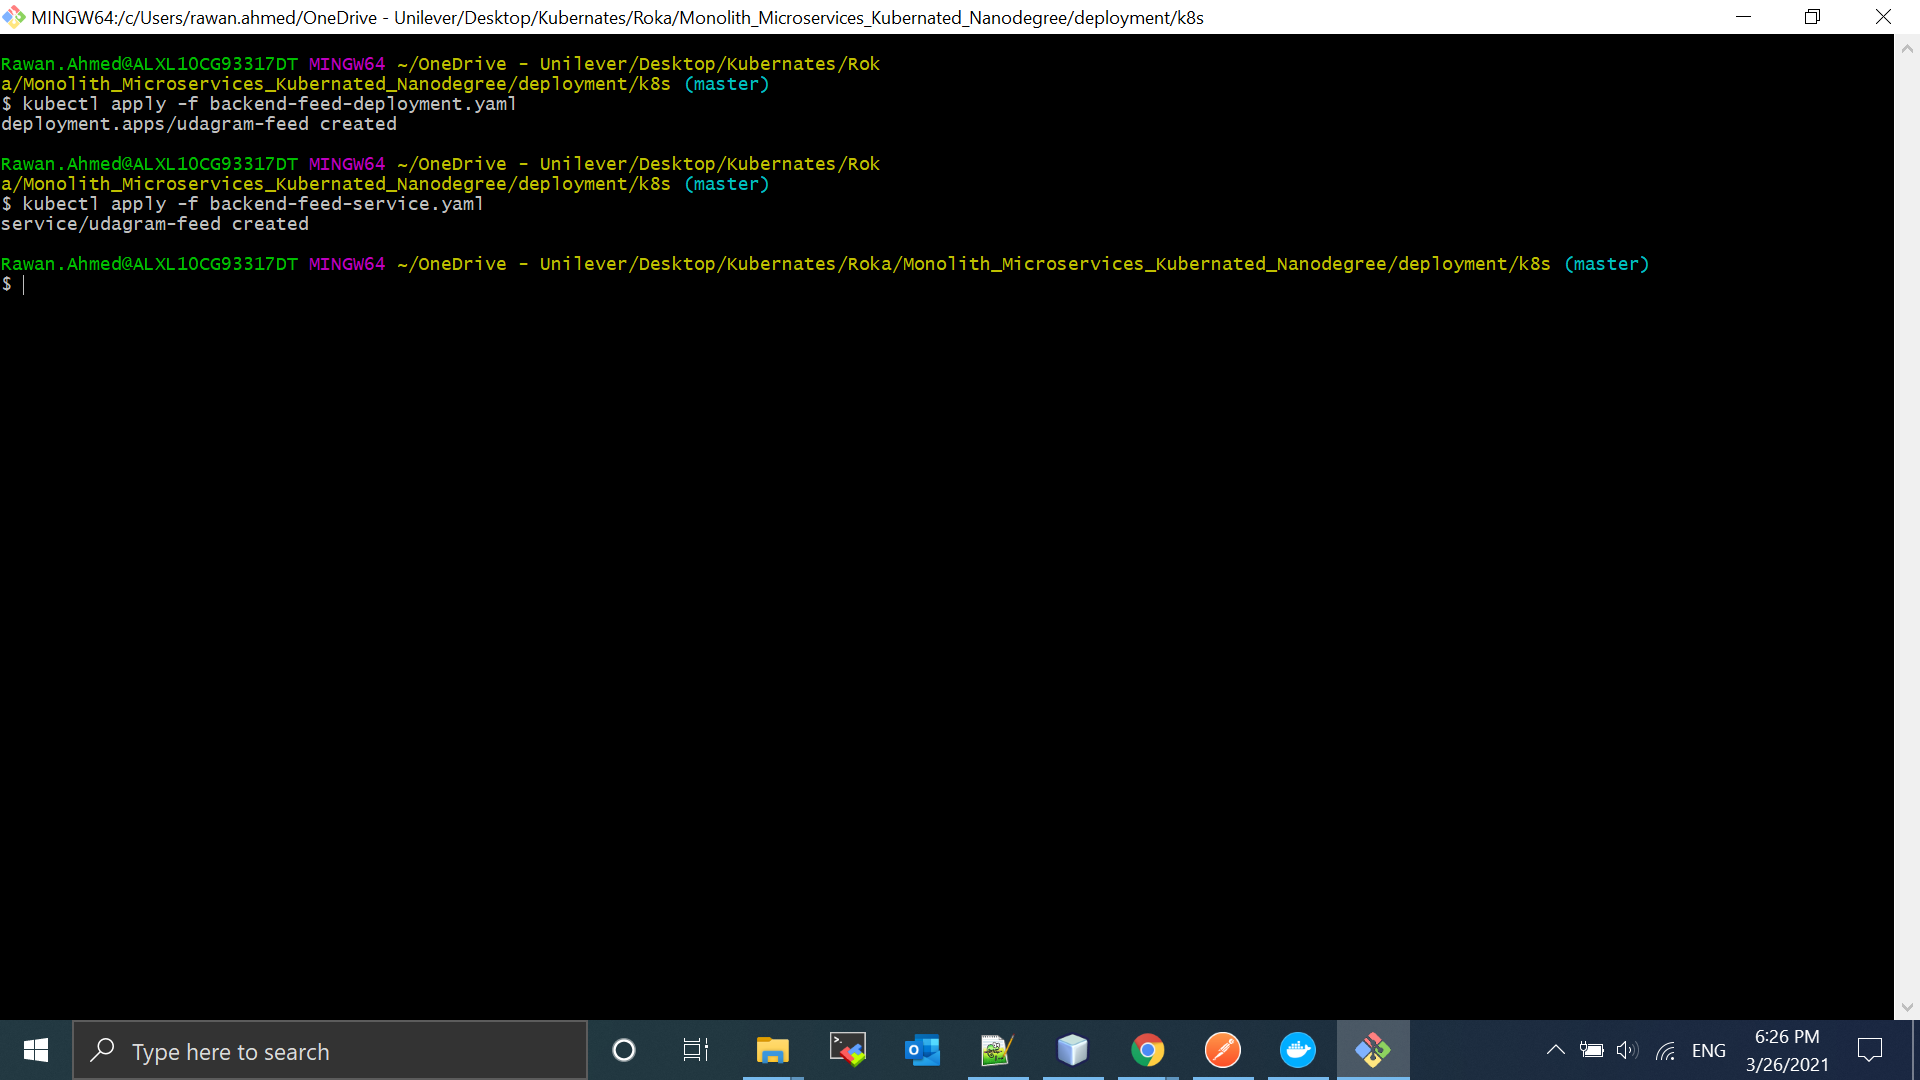 MINGW64:/c/Users/rawan.ahmed/OneDrive - Unilever/Desktop/Kubernates/Roka/Monolith_Microservices_Kubernated_Nanodegree/deployment/k8s
Rawan.Ahmed@ALXL10CG93317DT MINGW64 ~/OneDrive - Unilever/Desktop/Kubernates/Rok
a/Monolith_Microservices_Kubernated_Nanodegree/deployment/k8s (master)
$ kubectl apply -f backend-feed-deployment.yaml
deployment.apps/udagram-feed created
Rawan.Ahmed@ALXL10CG93317DT MINGW64 ~/OneDrive - Unilever/Desktop/Kubernates/Rok
a/Monolith_Microservices_Kubernated_Nanodegree/deployment/k8s (master)
$ kubectl apply -f backend-feed-service.yaml
service/udagram-feed created
Rawan.Ahmed@ALXL10CG93317DT MINGW64 ~/OneDrive - Unilever/Desktop/Kubernates/Roka/Monolith_Microservices_Kubernated_Nanodegree/deployment/k8s (master)
$
Type here to search
ENG
6:26 PM
3/26/2021